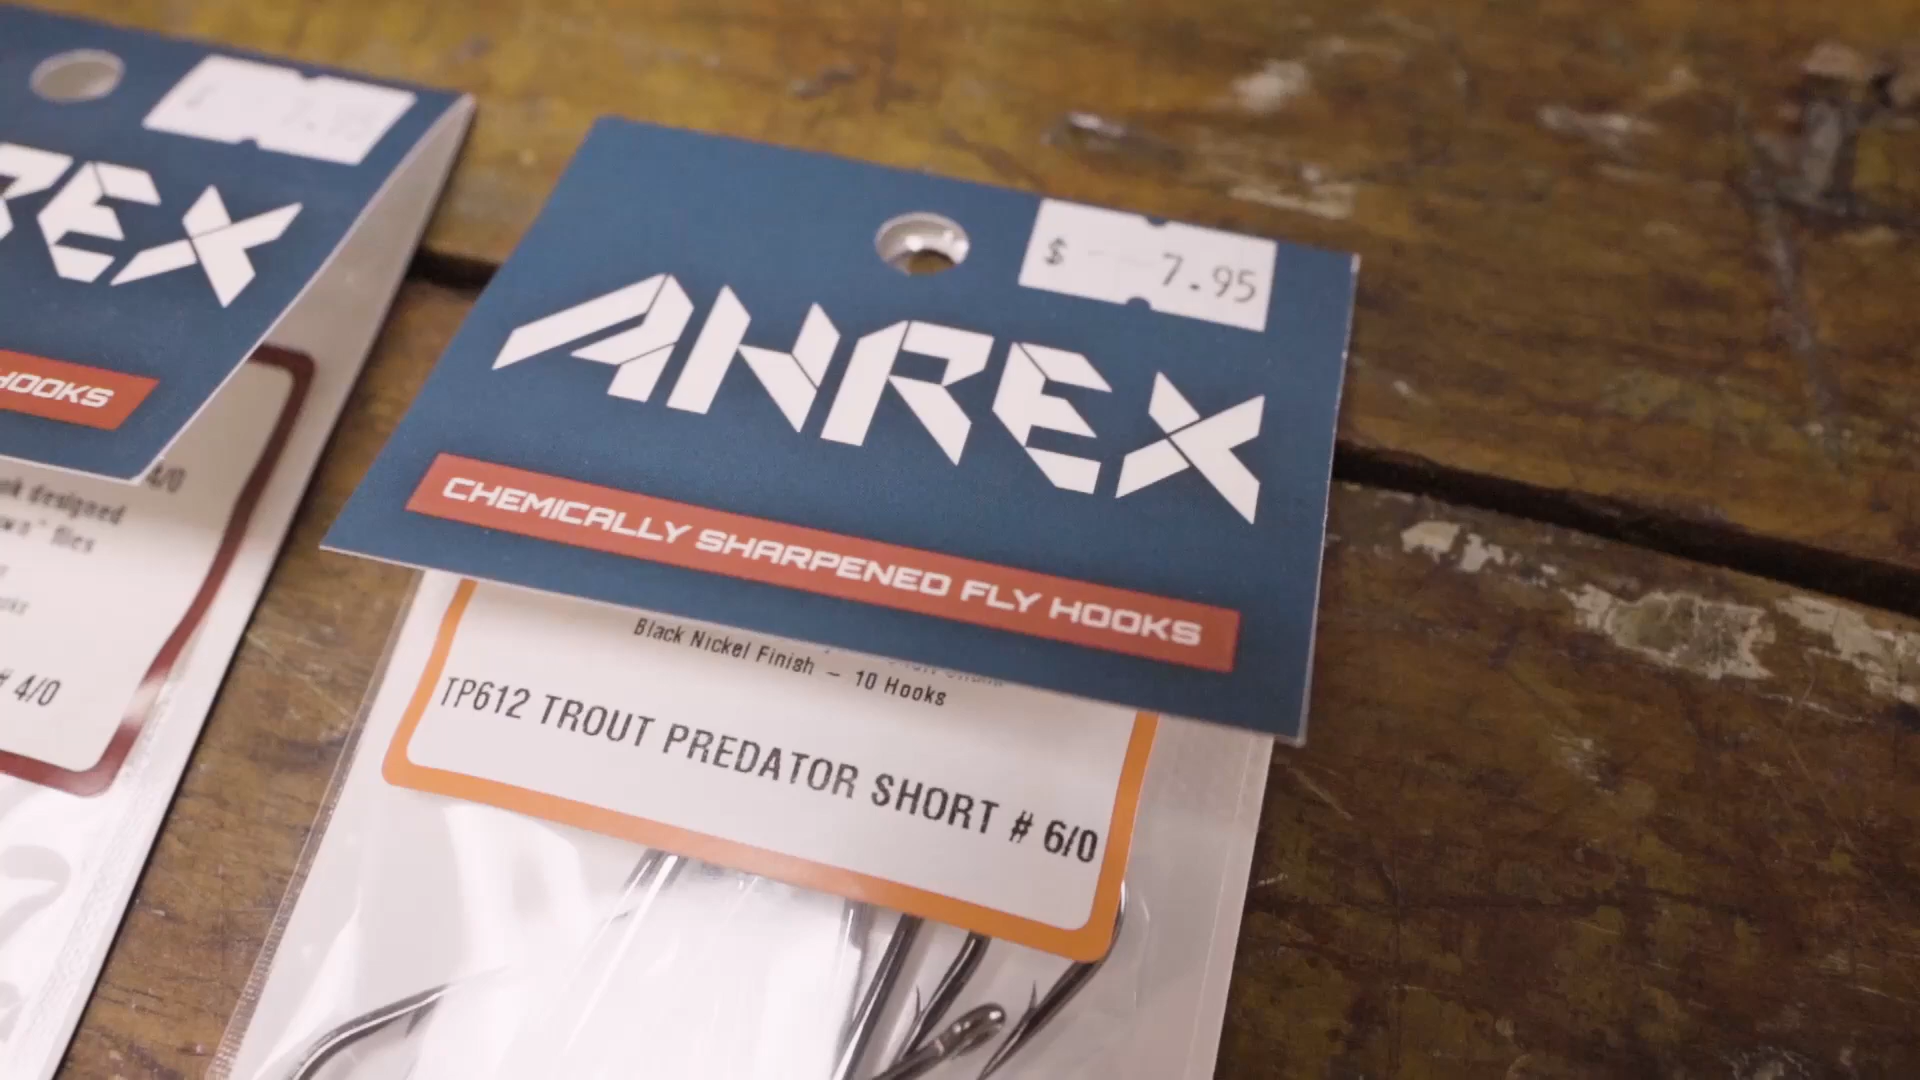 REX
HOOKS
4/0
designed
flies
# 4/0
$ 7.95
AHREX
CHEMICALLY SHARPENED FLY HOOKS
Black Nickel Finish – 10 Hooks
TP612 TROUT PREDATOR SHORT # 6/0